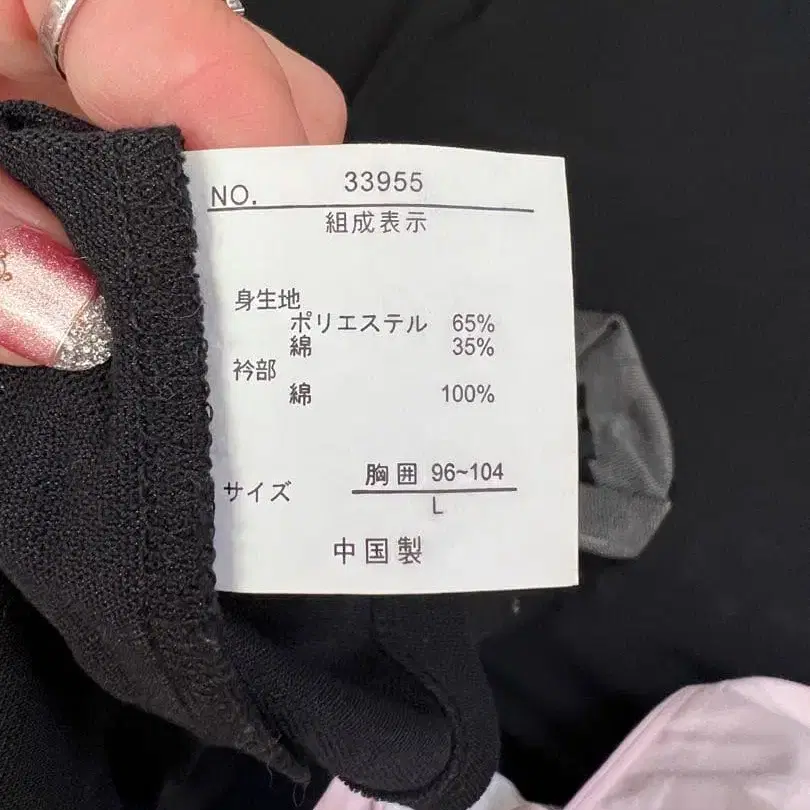 NO. 33955
組成表示
身生地
ポリエステル 65%
綿 35%
衿部
綿 100%
サイズ 胸囲 96~104
L
中国製